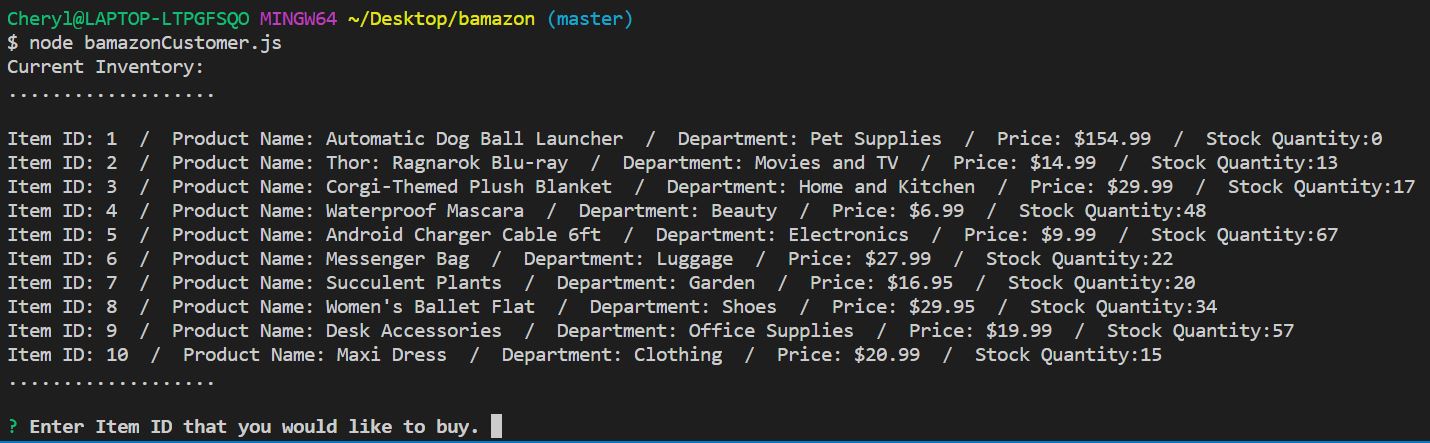 Cheryl@LAPTOP-LTPGFSQO MINGW64 ~/Desktop/bamazon (master)
$ node bamazonCustomer.js
Current Inventory:
...................
Item ID: 1  /  Product Name: Automatic Dog Ball Launcher  /  Department: Pet Supplies  /  Price: $154.99  /  Stock Quantity:0
Item ID: 2  /  Product Name: Thor: Ragnarok Blu-ray  /  Department: Movies and TV  /  Price: $14.99  /  Stock Quantity:13
Item ID: 3  /  Product Name: Corgi-Themed Plush Blanket  /  Department: Home and Kitchen  /  Price: $29.99  /  Stock Quantity:17
Item ID: 4  /  Product Name: Waterproof Mascara  /  Department: Beauty  /  Price: $6.99  /  Stock Quantity:48
Item ID: 5  /  Product Name: Android Charger Cable 6ft  /  Department: Electronics  /  Price: $9.99  /  Stock Quantity:67
Item ID: 6  /  Product Name: Messenger Bag  /  Department: Luggage  /  Price: $27.99  /  Stock Quantity:22
Item ID: 7  /  Product Name: Succulent Plants  /  Department: Garden  /  Price: $16.95  /  Stock Quantity:20
Item ID: 8  /  Product Name: Women's Ballet Flat  /  Department: Shoes  /  Price: $29.95  /  Stock Quantity:34
Item ID: 9  /  Product Name: Desk Accessories  /  Department: Office Supplies  /  Price: $19.99  /  Stock Quantity:57
Item ID: 10  /  Product Name: Maxi Dress  /  Department: Clothing  /  Price: $20.99  /  Stock Quantity:15
...................
? Enter Item ID that you would like to buy.